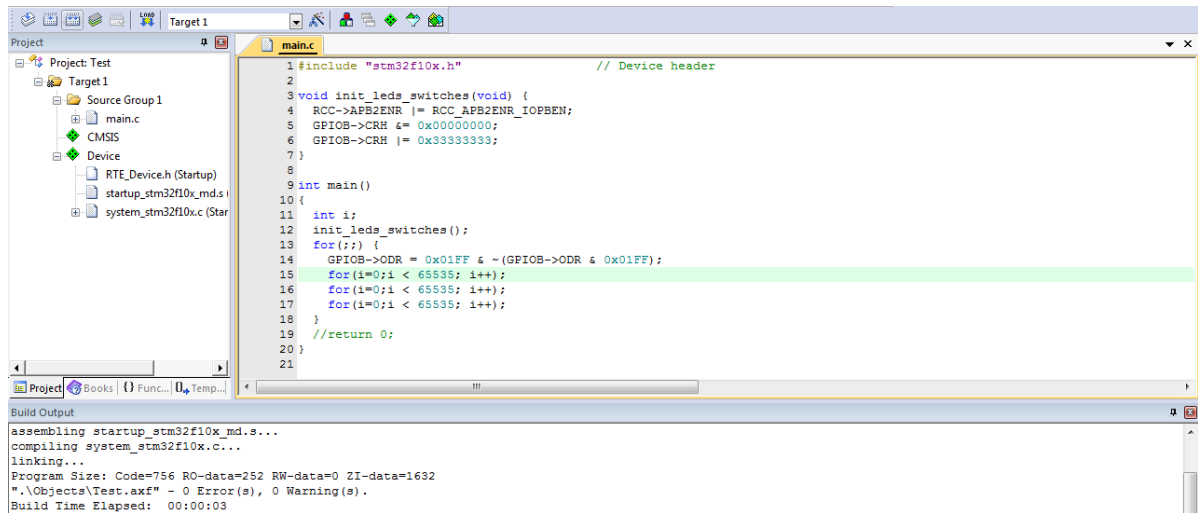 LOAD
Target 1
Project
Project: Test
Target 1
Source Group 1
main.c
CMSIS
Device
RTE_Device.h (Startup)
startup_stm32f10x_md.s (
system_stm32f10x.c (Star
Project Books {} Func... Temp...
main.c
1 #include "stm32f10x.h" // Device header
2
3 void init_leds_switches(void) {
4 RCC->APB2ENR |= RCC_APB2ENR_IOPBEN;
5 GPIOB->CRH &= 0x00000000;
6 GPIOB->CRH |= 0x33333333;
7 }
8
9 int main()
10 {
11 int i;
12 init_leds_switches();
13 for(;;) {
14 GPIOB->ODR = 0x01FF & ~(GPIOB->ODR & 0x01FF);
15 for(i=0;i < 65535; i++);
16 for(i=0;i < 65535; i++);
17 for(i=0;i < 65535; i++);
18 }
19 //return 0;
20 }
21
Build Output
assembling startup_stm32f10x_md.s...
compiling system_stm32f10x.c...
linking...
Program Size: Code=756 RO-data=252 RW-data=0 ZI-data=1632
".\Objects\Test.axf" - 0 Error(s), 0 Warning(s).
Build Time Elapsed: 00:00:03